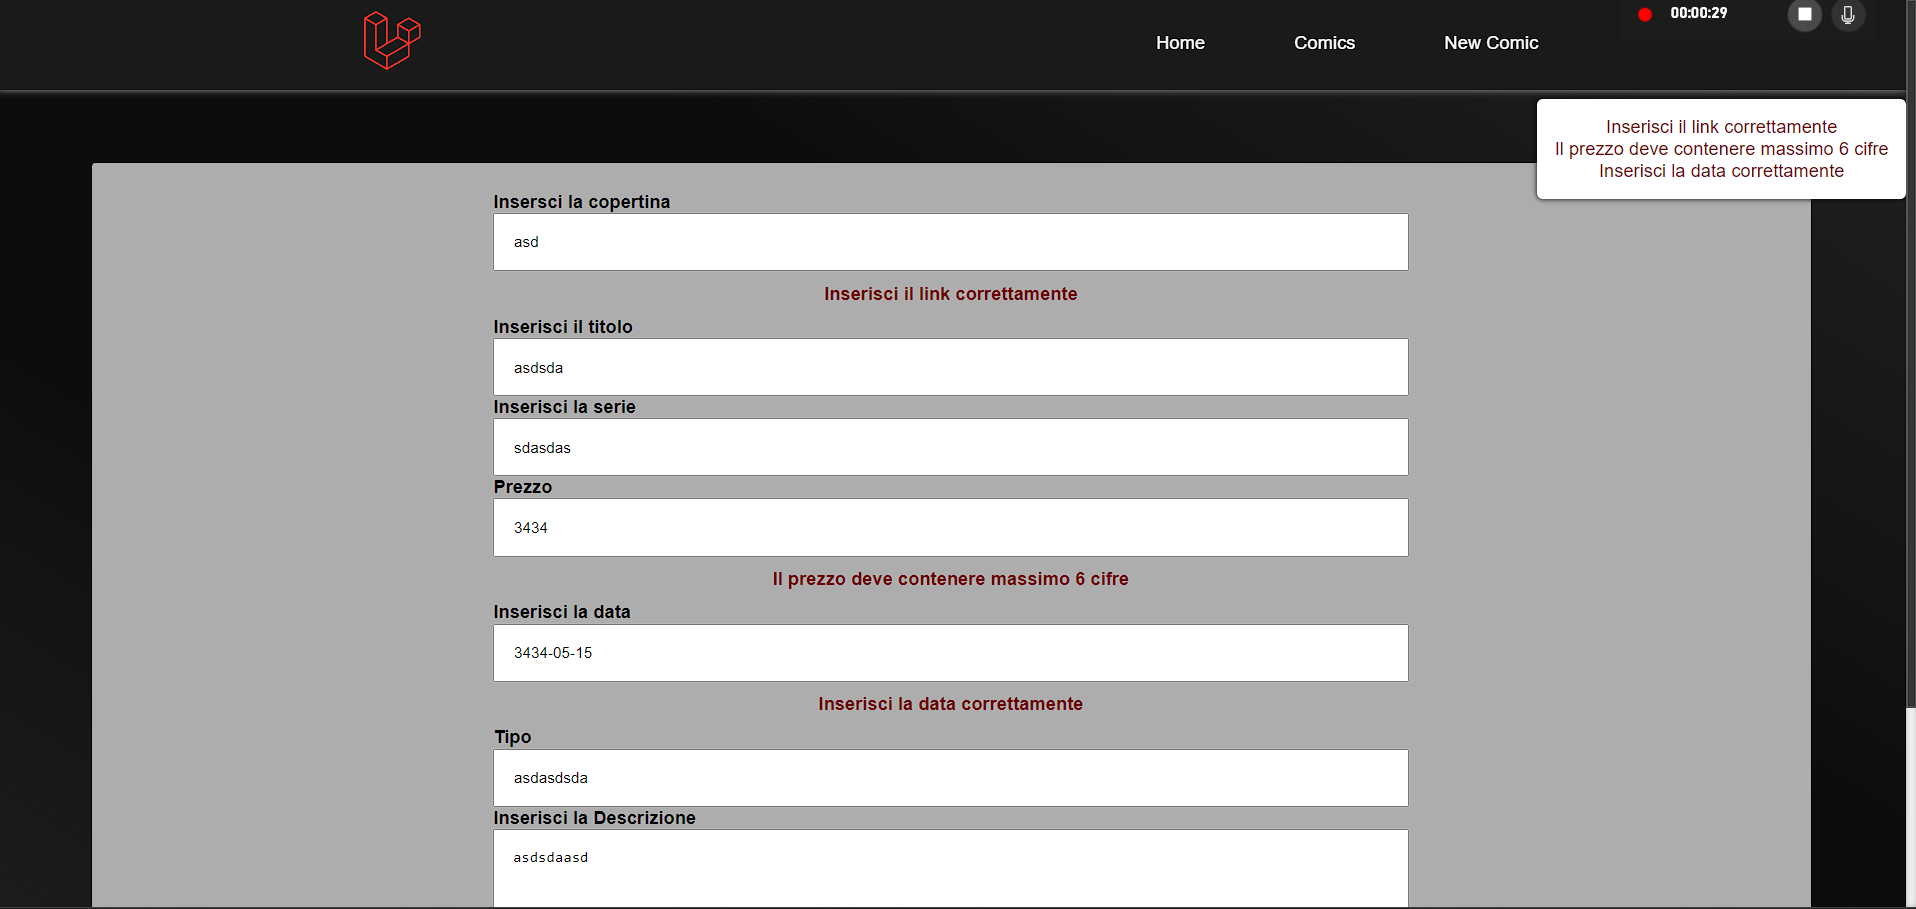 Home Comics New Comic 00:00:29
Inserisci il link correttamente
Il prezzo deve contenere massimo 6 cifre
Inserisci la data correttamente
Insersci la copertina
asd
Inserisci il link correttamente
Inserisci il titolo
asdsda
Inserisci la serie
sdasdas
Prezzo
3434
Il prezzo deve contenere massimo 6 cifre
Inserisci la data
3434-05-15
Inserisci la data correttamente
Tipo
asdasdsda
Inserisci la Descrizione
asdsdaasd